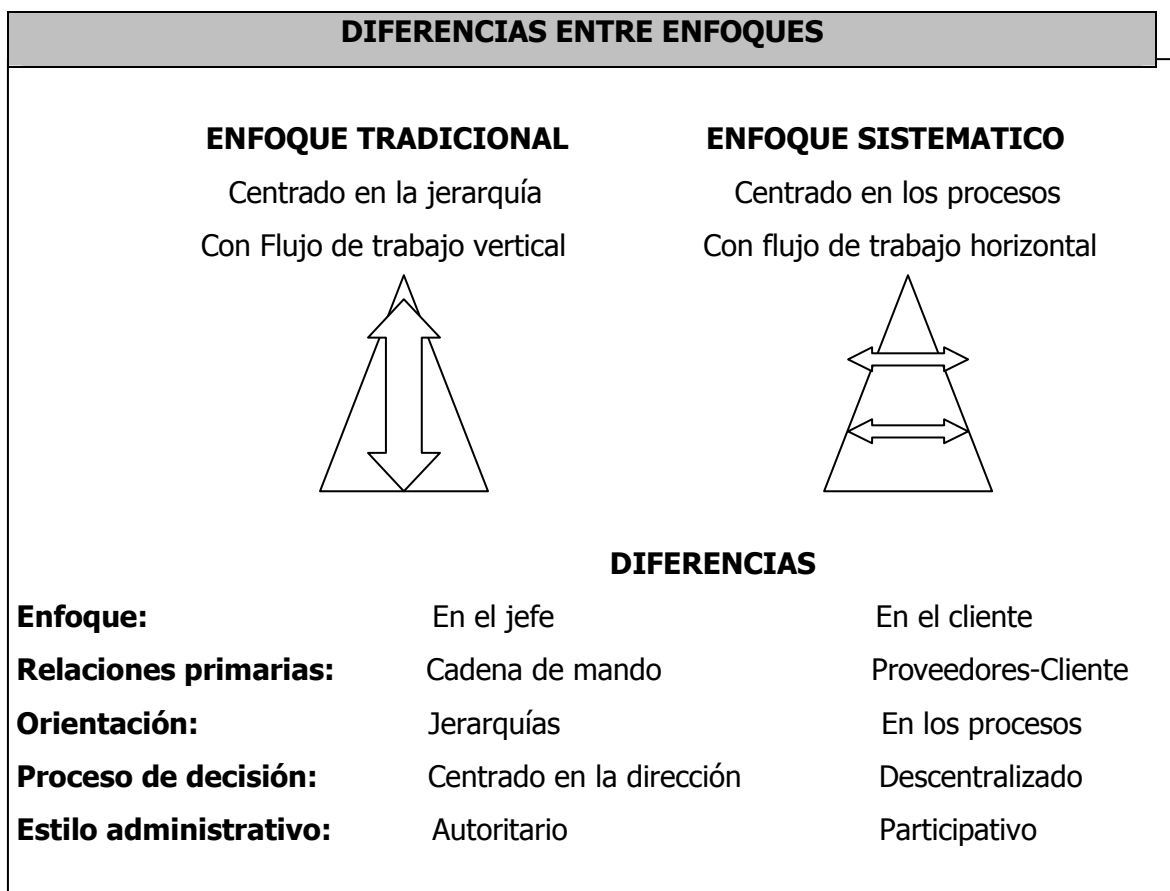 DIFERENCIAS ENTRE ENFOQUES
ENFOQUE TRADICIONAL ENFOQUE SISTEMATICO
Centrado en la jerarquía Centrado en los procesos
Con Flujo de trabajo vertical Con flujo de trabajo horizontal
DIFERENCIAS
Enfoque: En el jefe En el cliente
Relaciones primarias: Cadena de mando Proveedores-Cliente
Orientación: Jerarquías En los procesos
Proceso de decisión: Centrado en la dirección Descentralizado
Estilo administrativo: Autoritario Participativo